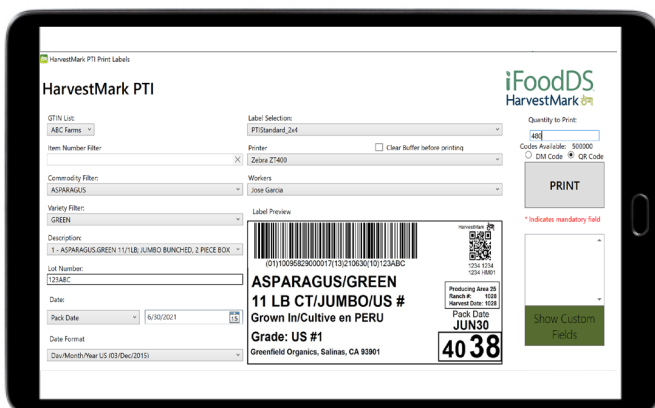 HarvestMark PTI Print Labels
HarvestMark PTI
iFoodDS
HarvestMark
GTIN List:
ABC Farms
Item Number Filter
Commodity Filter:
ASPARAGUS
Variety Filter:
GREEN
Description:
1 - ASPARAGUS,GREEN 11/1LB; JUMBO BUNCHED, 2 PIECE BOX
Lot Number:
123ABC
Date:
Pack Date
6/30/2021
15
Date Format
Day/Month/Year US (03/Dec/2015)
Label Selection:
PTIStandard_2x4
Printer
Clear Buffer before printing
Zebra ZT400
Workers
Jose Garcia
Label Preview
HarvestMark
(01)10095829000017(13)210630(10)123ABC
1234 1234
1234 HM01
ASPARAGUS/GREEN
11 LB CT/JUMBO/US #
Grown In/Cultive en PERU
Grade: US #1
Greenfield Organics, Salinas, CA 93901
Producing Area 25
Ranch #: 1028
Harvest Date: 1028
Pack Date
JUN30
4038
Quantity to Print:
480
Codes Available: 500000
DM Code
QR Code
PRINT
* Indicates mandatory field
Show Custom
Fields